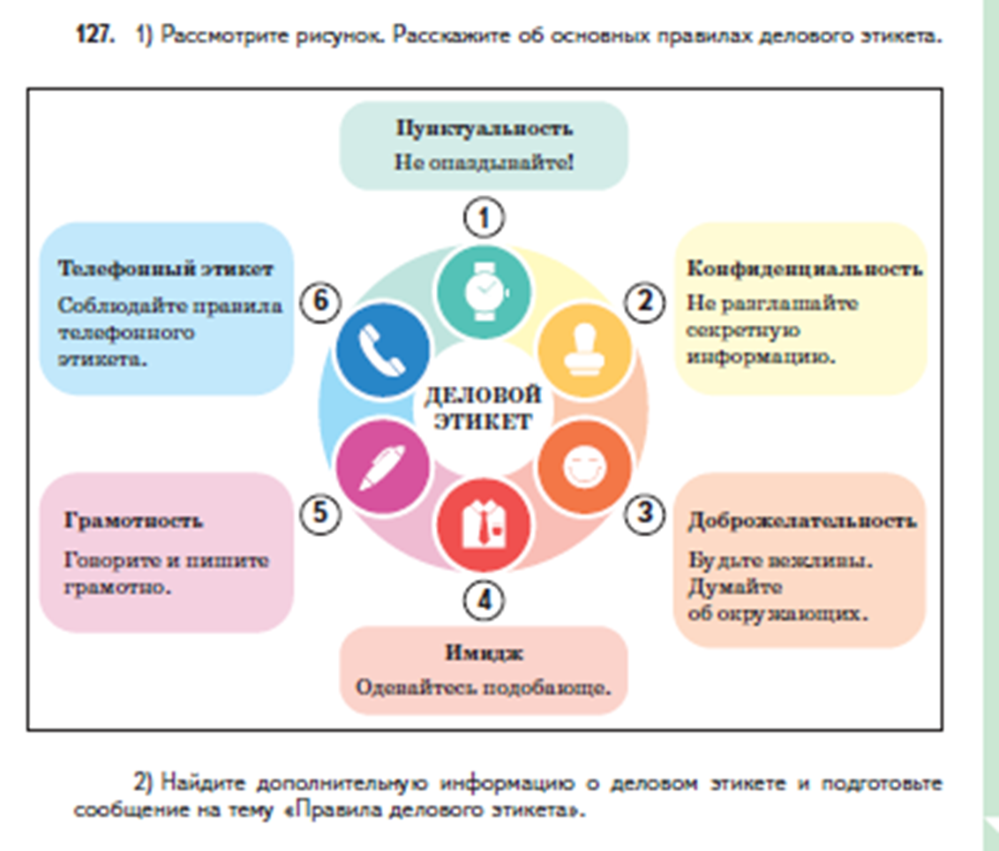 127. 1) Рассмотрите рисунок. Расскажите об основных правилах делового этикета.
Пунктуальность
Не опаздывайте!
1
Телефонный этикет
Соблюдайте правила
телефонного
этикета.
6
2
Конфиденциальность
Не разглашайте
секретную
информацию.
ДЕЛОВОЙ
ЭТИКЕТ
Грамотность
Говорите и пишите
грамотно.
5
3
Доброжелательность
Будьте вежливы.
Думайте
об окружающих.
4
Имидж
Одевайтесь подобающе.
2) Найдите дополнительную информацию о деловом этикете и подготовьте
сообщение на тему «Правила делового этикета».